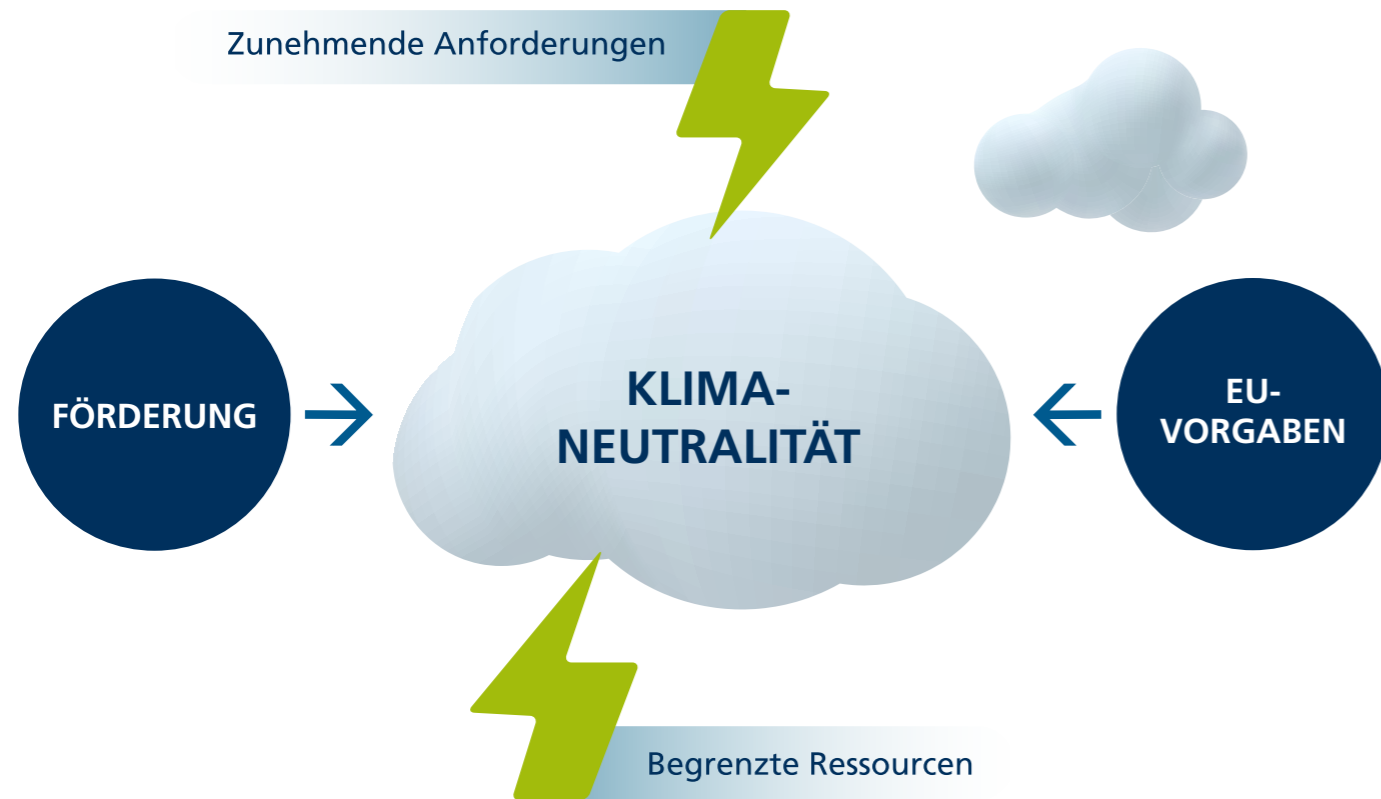 Zunehmende Anforderungen
FÖRDERUNG
KLIMA-
NEUTRALITÄT
EU-
VORGABEN
Begrenzte Ressourcen